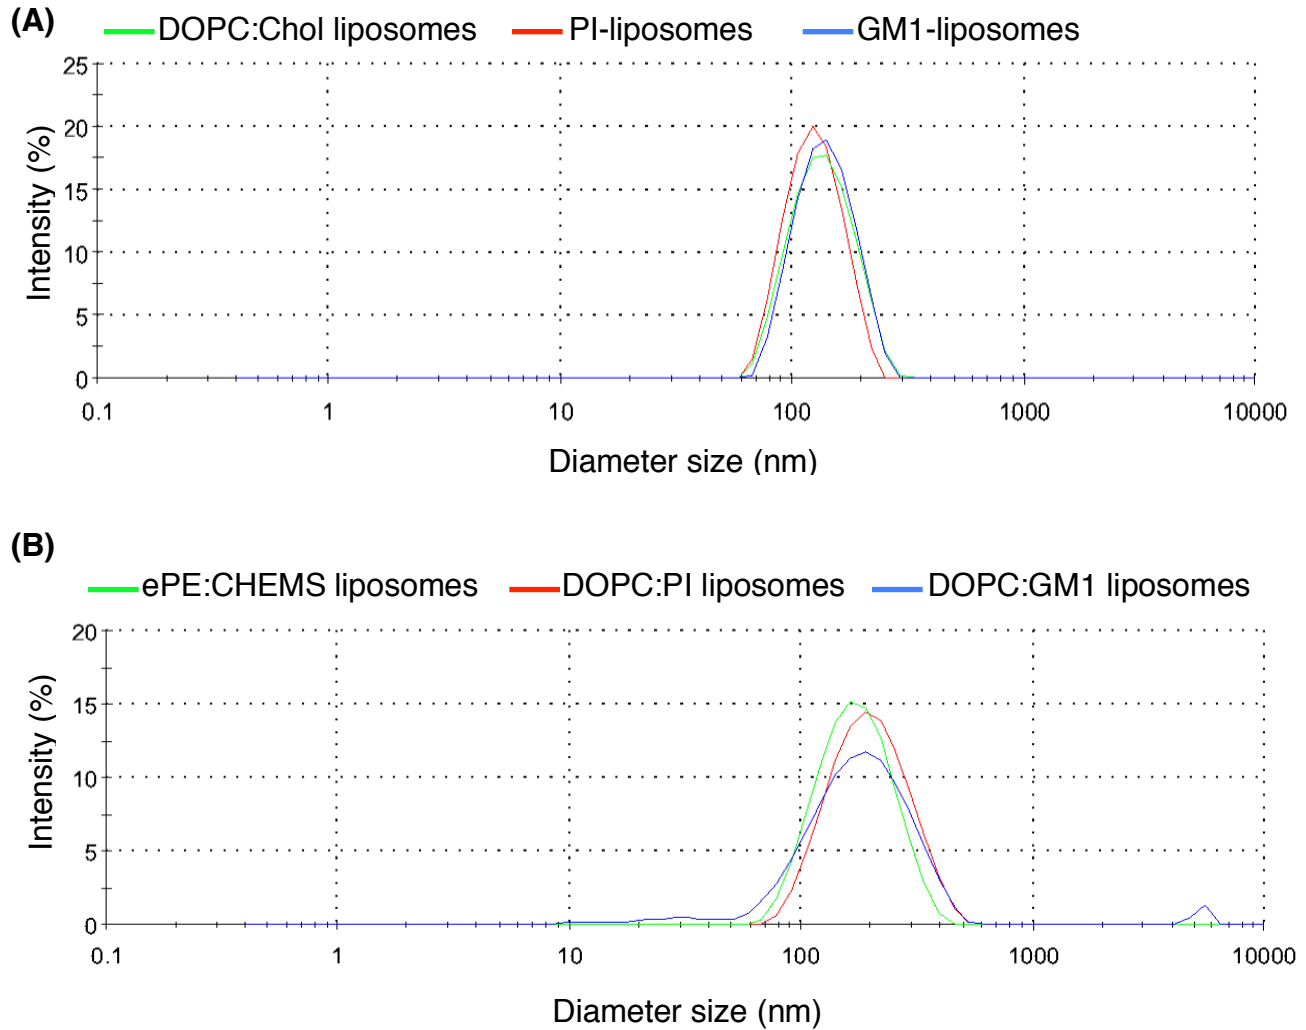 (A)
DOPC:Chol liposomes PI-liposomes GM1-liposomes
25
20
15
10
5
0
Intensity (%)
0.1 1 10 100 1000 10000
Diameter size (nm)
(B)
ePE:CHEMS liposomes DOPC:PI liposomes DOPC:GM1 liposomes
20
15
10
5
0
Intensity (%)
0.1 1 10 100 1000 10000
Diameter size (nm)